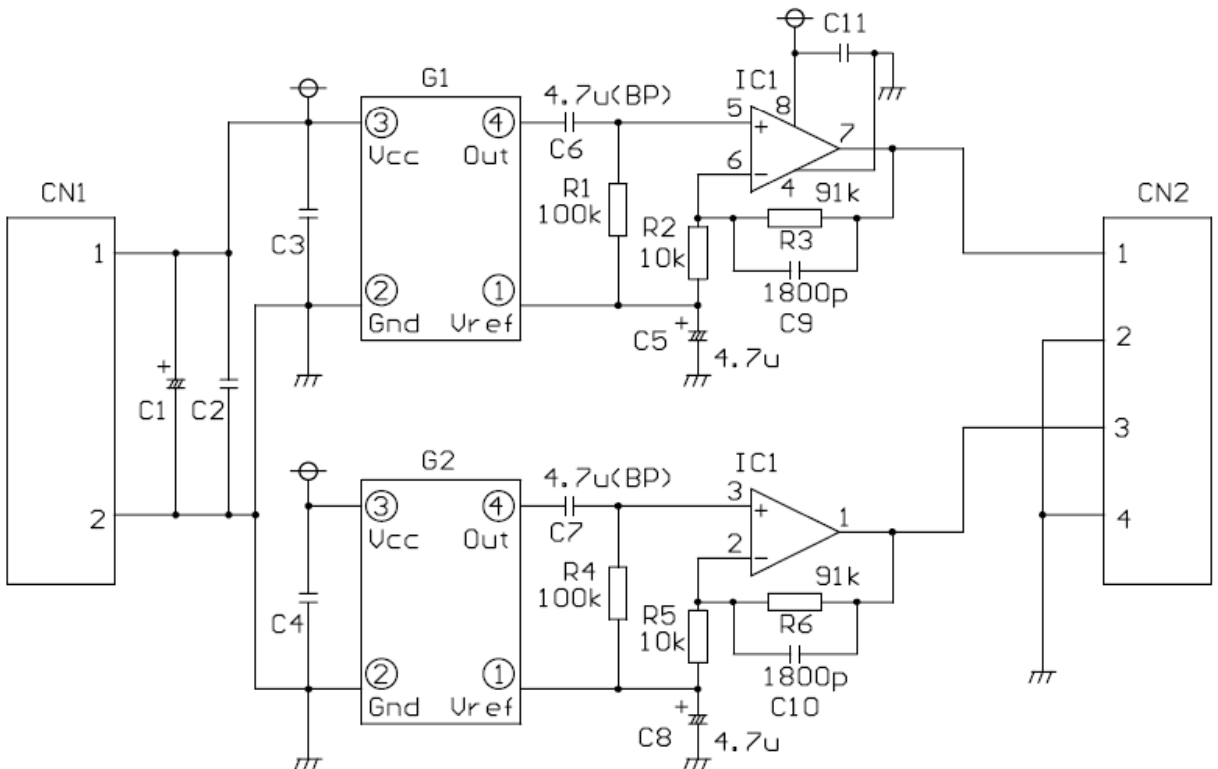 C11
G1
IC1
4.7u(BP)
8
3
4
5
7
+
Vcc
Out
C6
6
−
CN1
R1
4
91k
CN2
100k
R2
1
C3
10k
R3
1
2
1
1800p
Gnd
Vref
C9
+
C5
2
4.7u
+
C1
C2
G2
IC1
3
4.7u(BP)
2
3
4
3
1
+
4
Vcc
Out
C7
2
−
R4
91k
100k
R5
C4
10k
R6
2
1
1800p
Gnd
Vref
C10
+
C8
4.7u